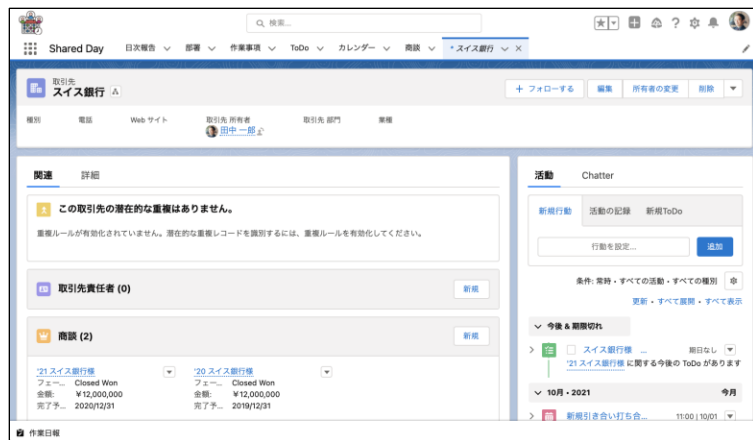 検索...
Shared Day 日次報告 部署 作業事項 ToDo カレンダー 商談 * スイス銀行
取引先
スイス銀行
+ フォローする 編集 所有者の変更 削除
種別 電話 Web サイト 取引先 所有者 取引先 部門 業種
田中 一郎
関連 詳細
この取引先の潜在的な重複はありません。
重複ルールが有効化されていません。潜在的な重複レコードを識別するには、重複ルールを有効化してください。
取引先責任者 (0) 新規
商談 (2) 新規
'21 スイス銀行様 '20 スイス銀行様
フェー... Closed Won フェー... Closed Won
金額: ¥12,000,000 金額: ¥12,000,000
完了予... 2020/12/31 完了予... 2019/12/31
活動 Chatter
新規行動 活動の記録 新規ToDo
行動を設定... 追加
条件: 常時・すべての活動・すべての種別
更新・すべて展開・すべて表示
今後 & 期限切れ
スイス銀行様 ... 期日なし
'21 スイス銀行様 に関する今後の ToDo があります
10月・2021 今月
新規引き合い打ち合... 11:00 | 10/01
作業日報